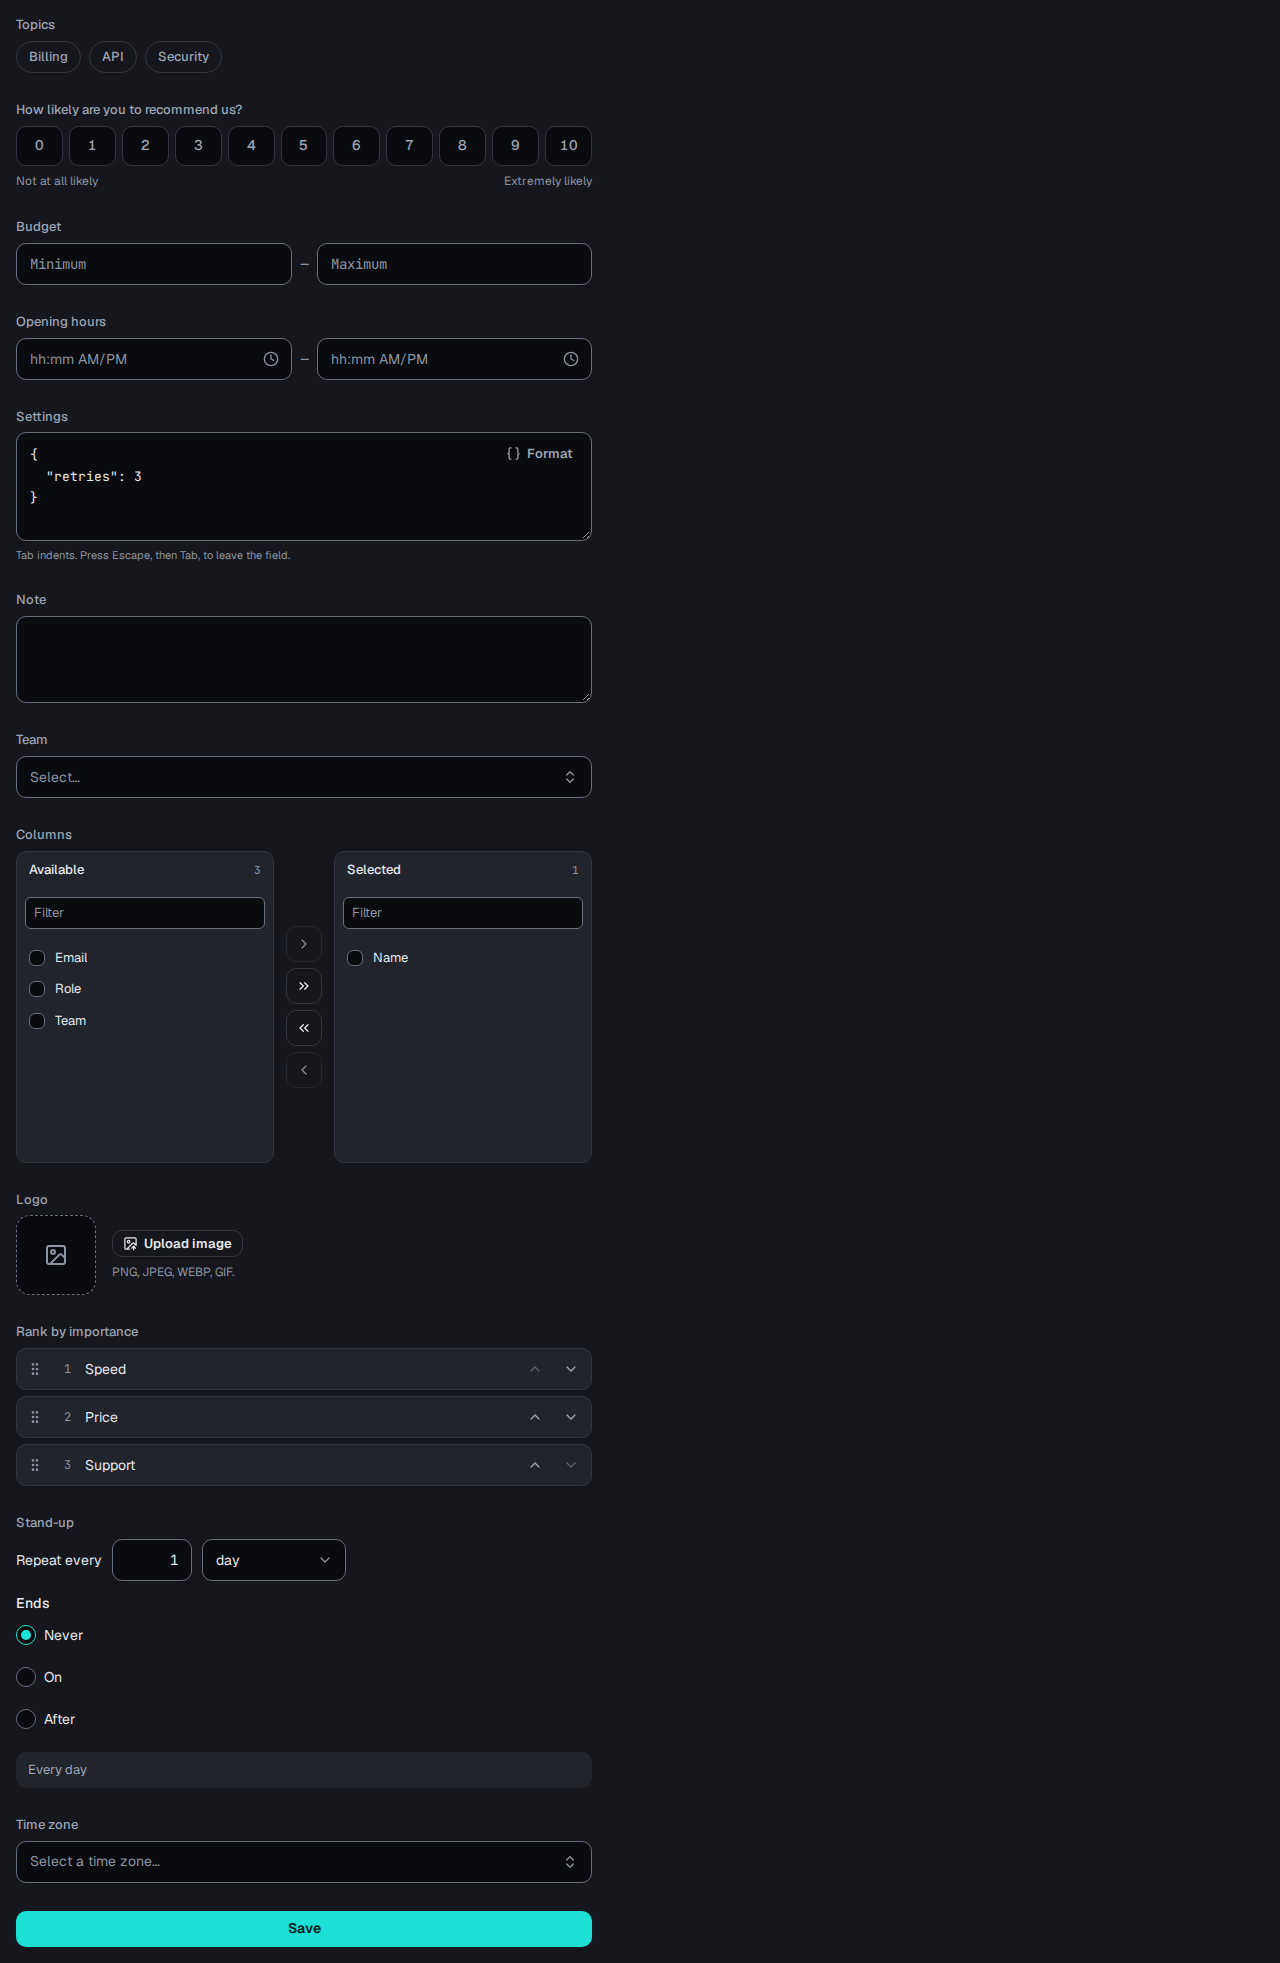 Topics
Billing API Security
How likely are you to recommend us?
0 1 2 3 4 5 6 7 8 9 10
Not at all likely Extremely likely
Budget
Minimum – Maximum
Opening hours
hh:mm AM/PM – hh:mm AM/PM
Settings
{ {} Format
"retries": 3
}
Tab indents. Press Escape, then Tab, to leave the field.
Note
Team
Select…
Columns
Available 3 Selected 1
Filter Filter
Email Name
Role
Team
Logo
Upload image
PNG, JPEG, WEBP, GIF.
Rank by importance
1 Speed
2 Price
3 Support
Stand-up
Repeat every 1 day
Ends
Never
On
After
Every day
Time zone
Select a time zone…
Save